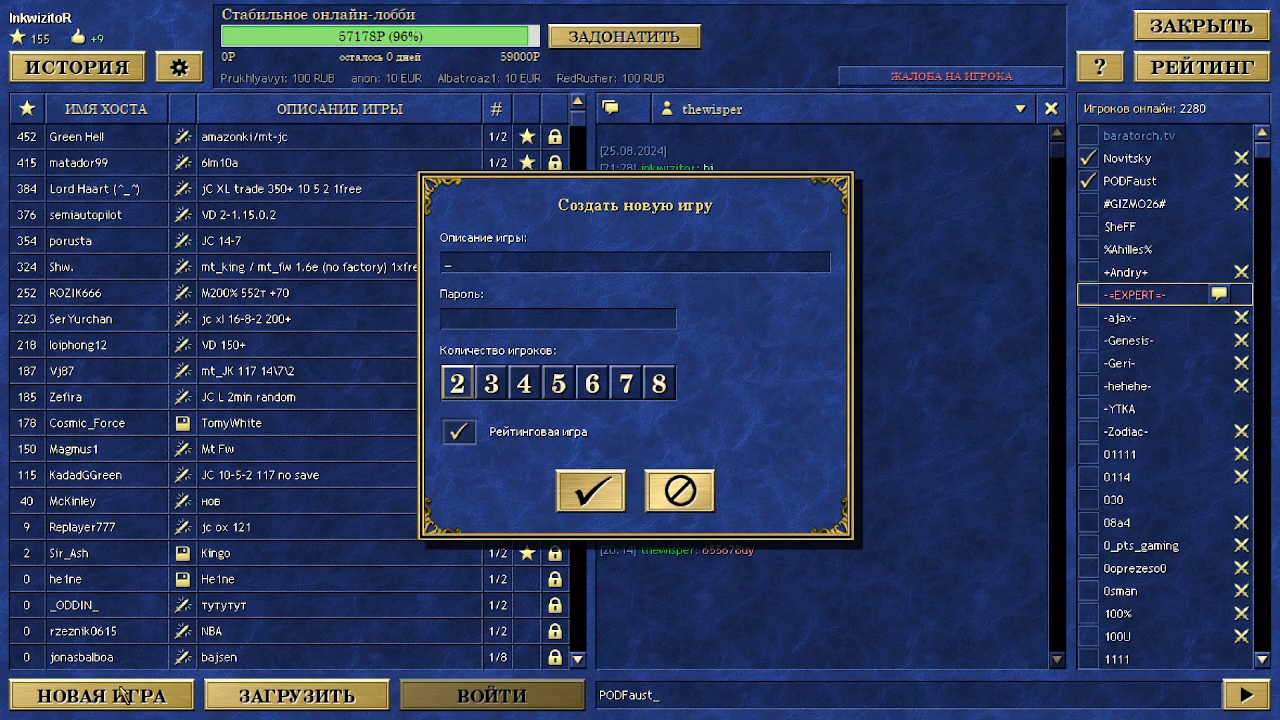 InkwizitoR
155 +9
ИСТОРИЯ
Стабильное онлайн-лобби
57178Р (96%)
0Р осталось 0 дней 59000Р
Prukhlyavyj: 100 RUB anon: 10 EUR Albatroaz1: 10 EUR RedRusher: 100 RUB
ЗАДОНАТИТЬ
ЖАЛОБА НА ИГРОКА
ЗАКРЫТЬ
? РЕЙТИНГ
ИМЯ ХОСТА ОПИСАНИЕ ИГРЫ #
452 Green Hell amazonki/mt-jc 1/2
415 matador99 6lm10a 1/2
384 Lord Haart (^_^) jC XL trade 350+ 10 5 2 1free
376 semiautopilot VD 2-1.15.0.2
354 porusta JC 14-7
324 Shw. mt_king / mt_fw 1.6e (no factory) 1xfre
252 ROZIK666 М200% 552т +70
223 SerYurchan jc xl 16-8-2 200+
218 loiphong12 VD 150+
187 Vj87 mt_JK 117 14\7\2
185 Zefira JC L 2min random
178 Cosmic_Force TomyWhite
150 Magnus1 Mt Fw
115 KadadGGreen JC 10-5-2 117 no save
40 McKinley нов
9 Replayer777 jc ox 121
2 Sir_Ash Kingo 1/2
0 he1ne He1ne 1/2
0 _ODDIN_ тутутут 1/2
0 rzeznik0615 NBA 1/2
0 jonasbalboa bajsen 1/8
НОВАЯ ИГРА ЗАГРУЗИТЬ ВОЙТИ
thewisper
[25.08.2024]
[21:28] inkwizitor: hi
Создать новую игру
Описание игры:
_
Пароль:
Количество игроков:
2 3 4 5 6 7 8
Рейтинговая игра
[20:14] thewisper: 655678uy
PODFaust_
Игроков онлайн: 2280
baratorch.tv
Novinsky
PODFaust
#GIZMO26#
$heFF
%Ahilles%
+Andry+
-=EXPERT=-
-ajax-
-Genesis-
-Geri-
-hehehe-
-YTKA
-Zodiac-
01111
0114
030
08a4
0_pts_gaming
0oprezeso0
0sman
100%
100U
1111